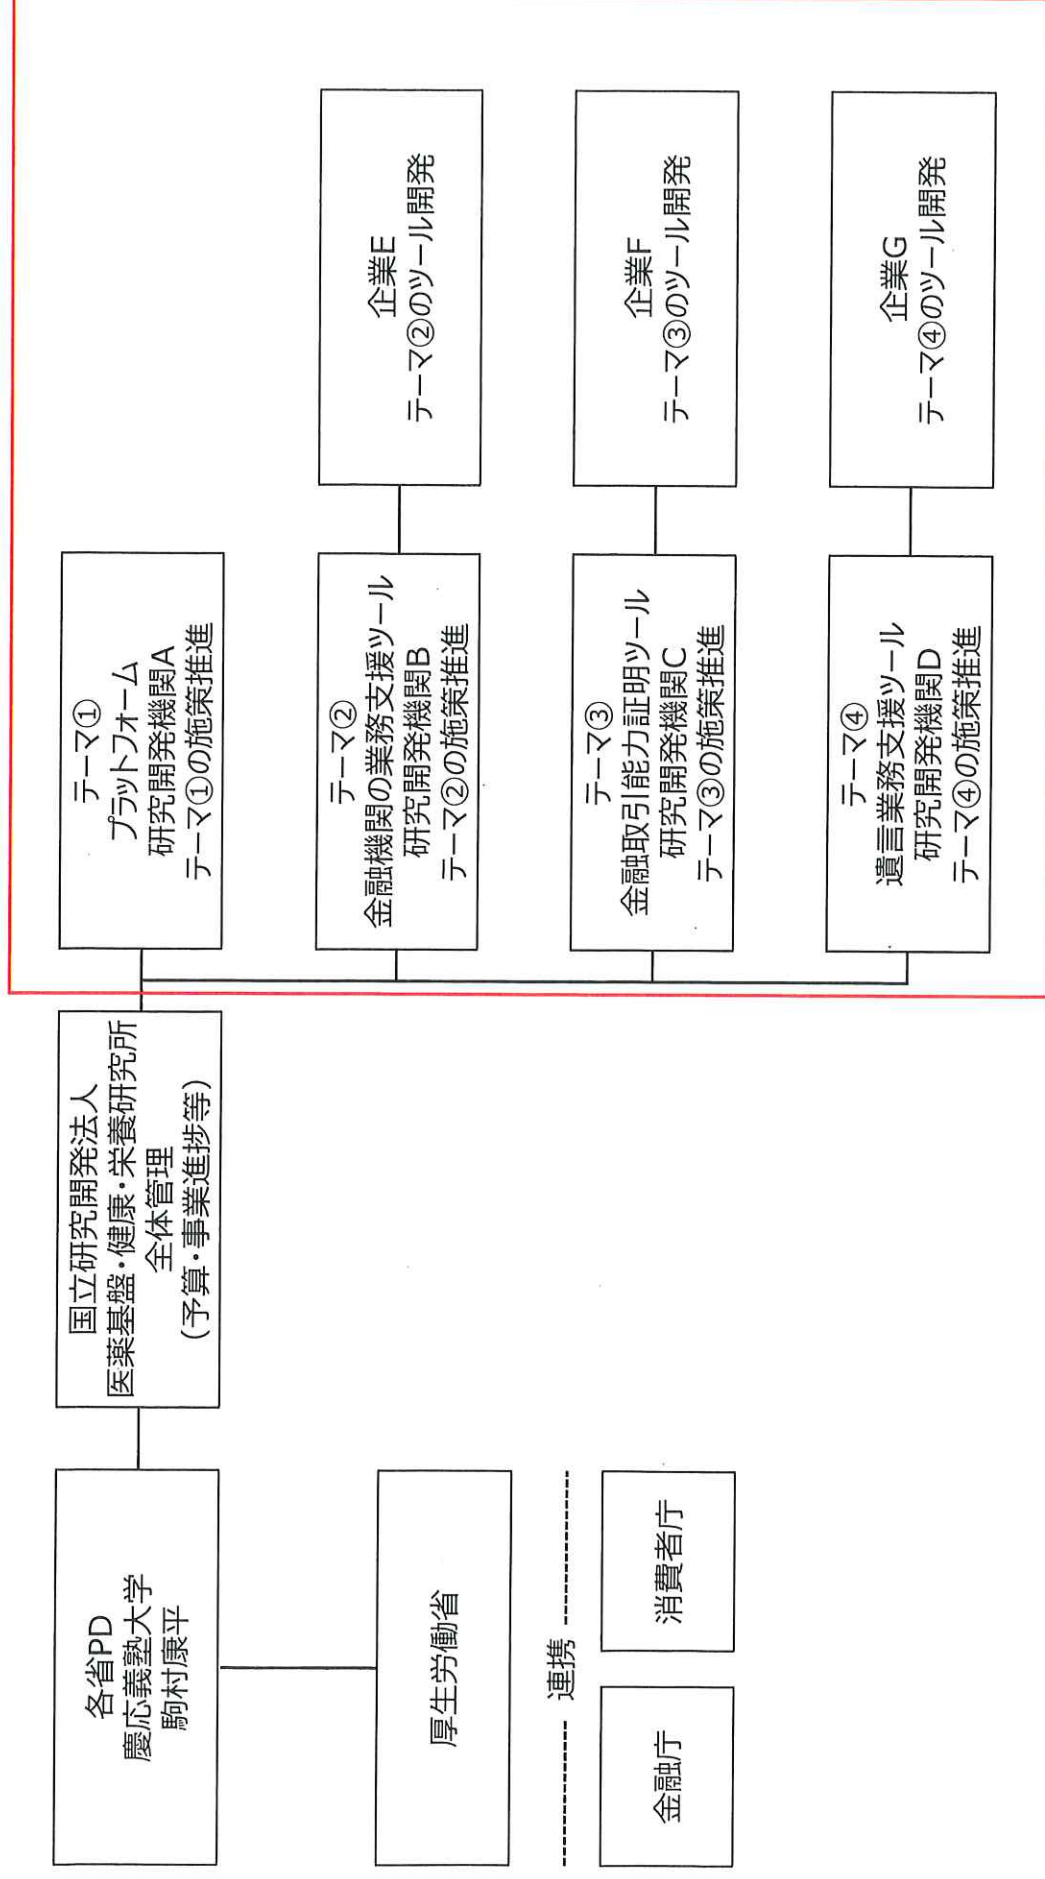 各省PD
慶応義塾大学
駒村康平
厚生労働省
連携
金融庁
消費者庁
国立研究開発法人
医薬基盤・健康・栄養研究所
全体管理
(予算・事業進捗等)
テーマ①
プラットフォーム
研究開発機関A
テーマ①の施策推進
テーマ②
金融機関の業務支援ツール
研究開発機関B
テーマ②の施策推進
企業E
テーマ②のツール開発
テーマ③
金融取引能力証明ツール
研究開発機関C
テーマ③の施策推進
企業F
テーマ③のツール開発
テーマ④
遺言業務支援ツール
研究開発機関D
テーマ④の施策推進
企業G
テーマ④のツール開発